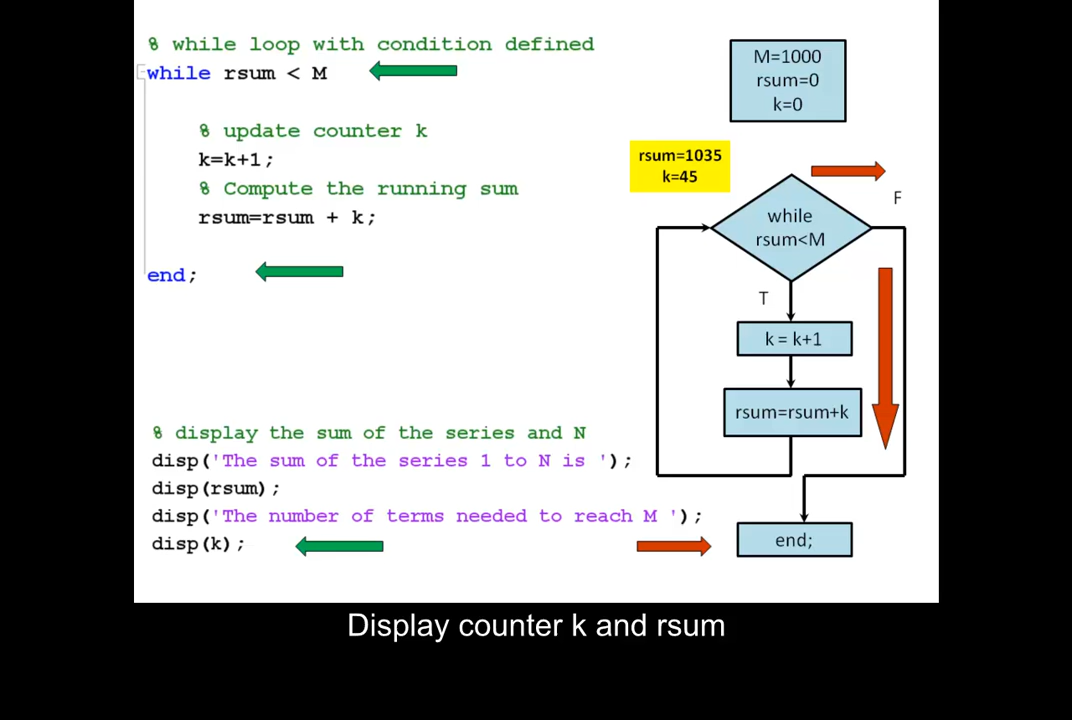 % while loop with condition defined
while rsum < M
% update counter k
k=k+1;
% Compute the running sum
rsum=rsum + k;
end;
% display the sum of the series and N
disp('The sum of the series 1 to N is ');
disp(rsum);
disp('The number of terms needed to reach M ');
disp(k);
M=1000
rsum=0
k=0
rsum=1035
k=45
F
while
rsum<M
T
k = k+1
rsum=rsum+k
end;
Display counter k and rsum